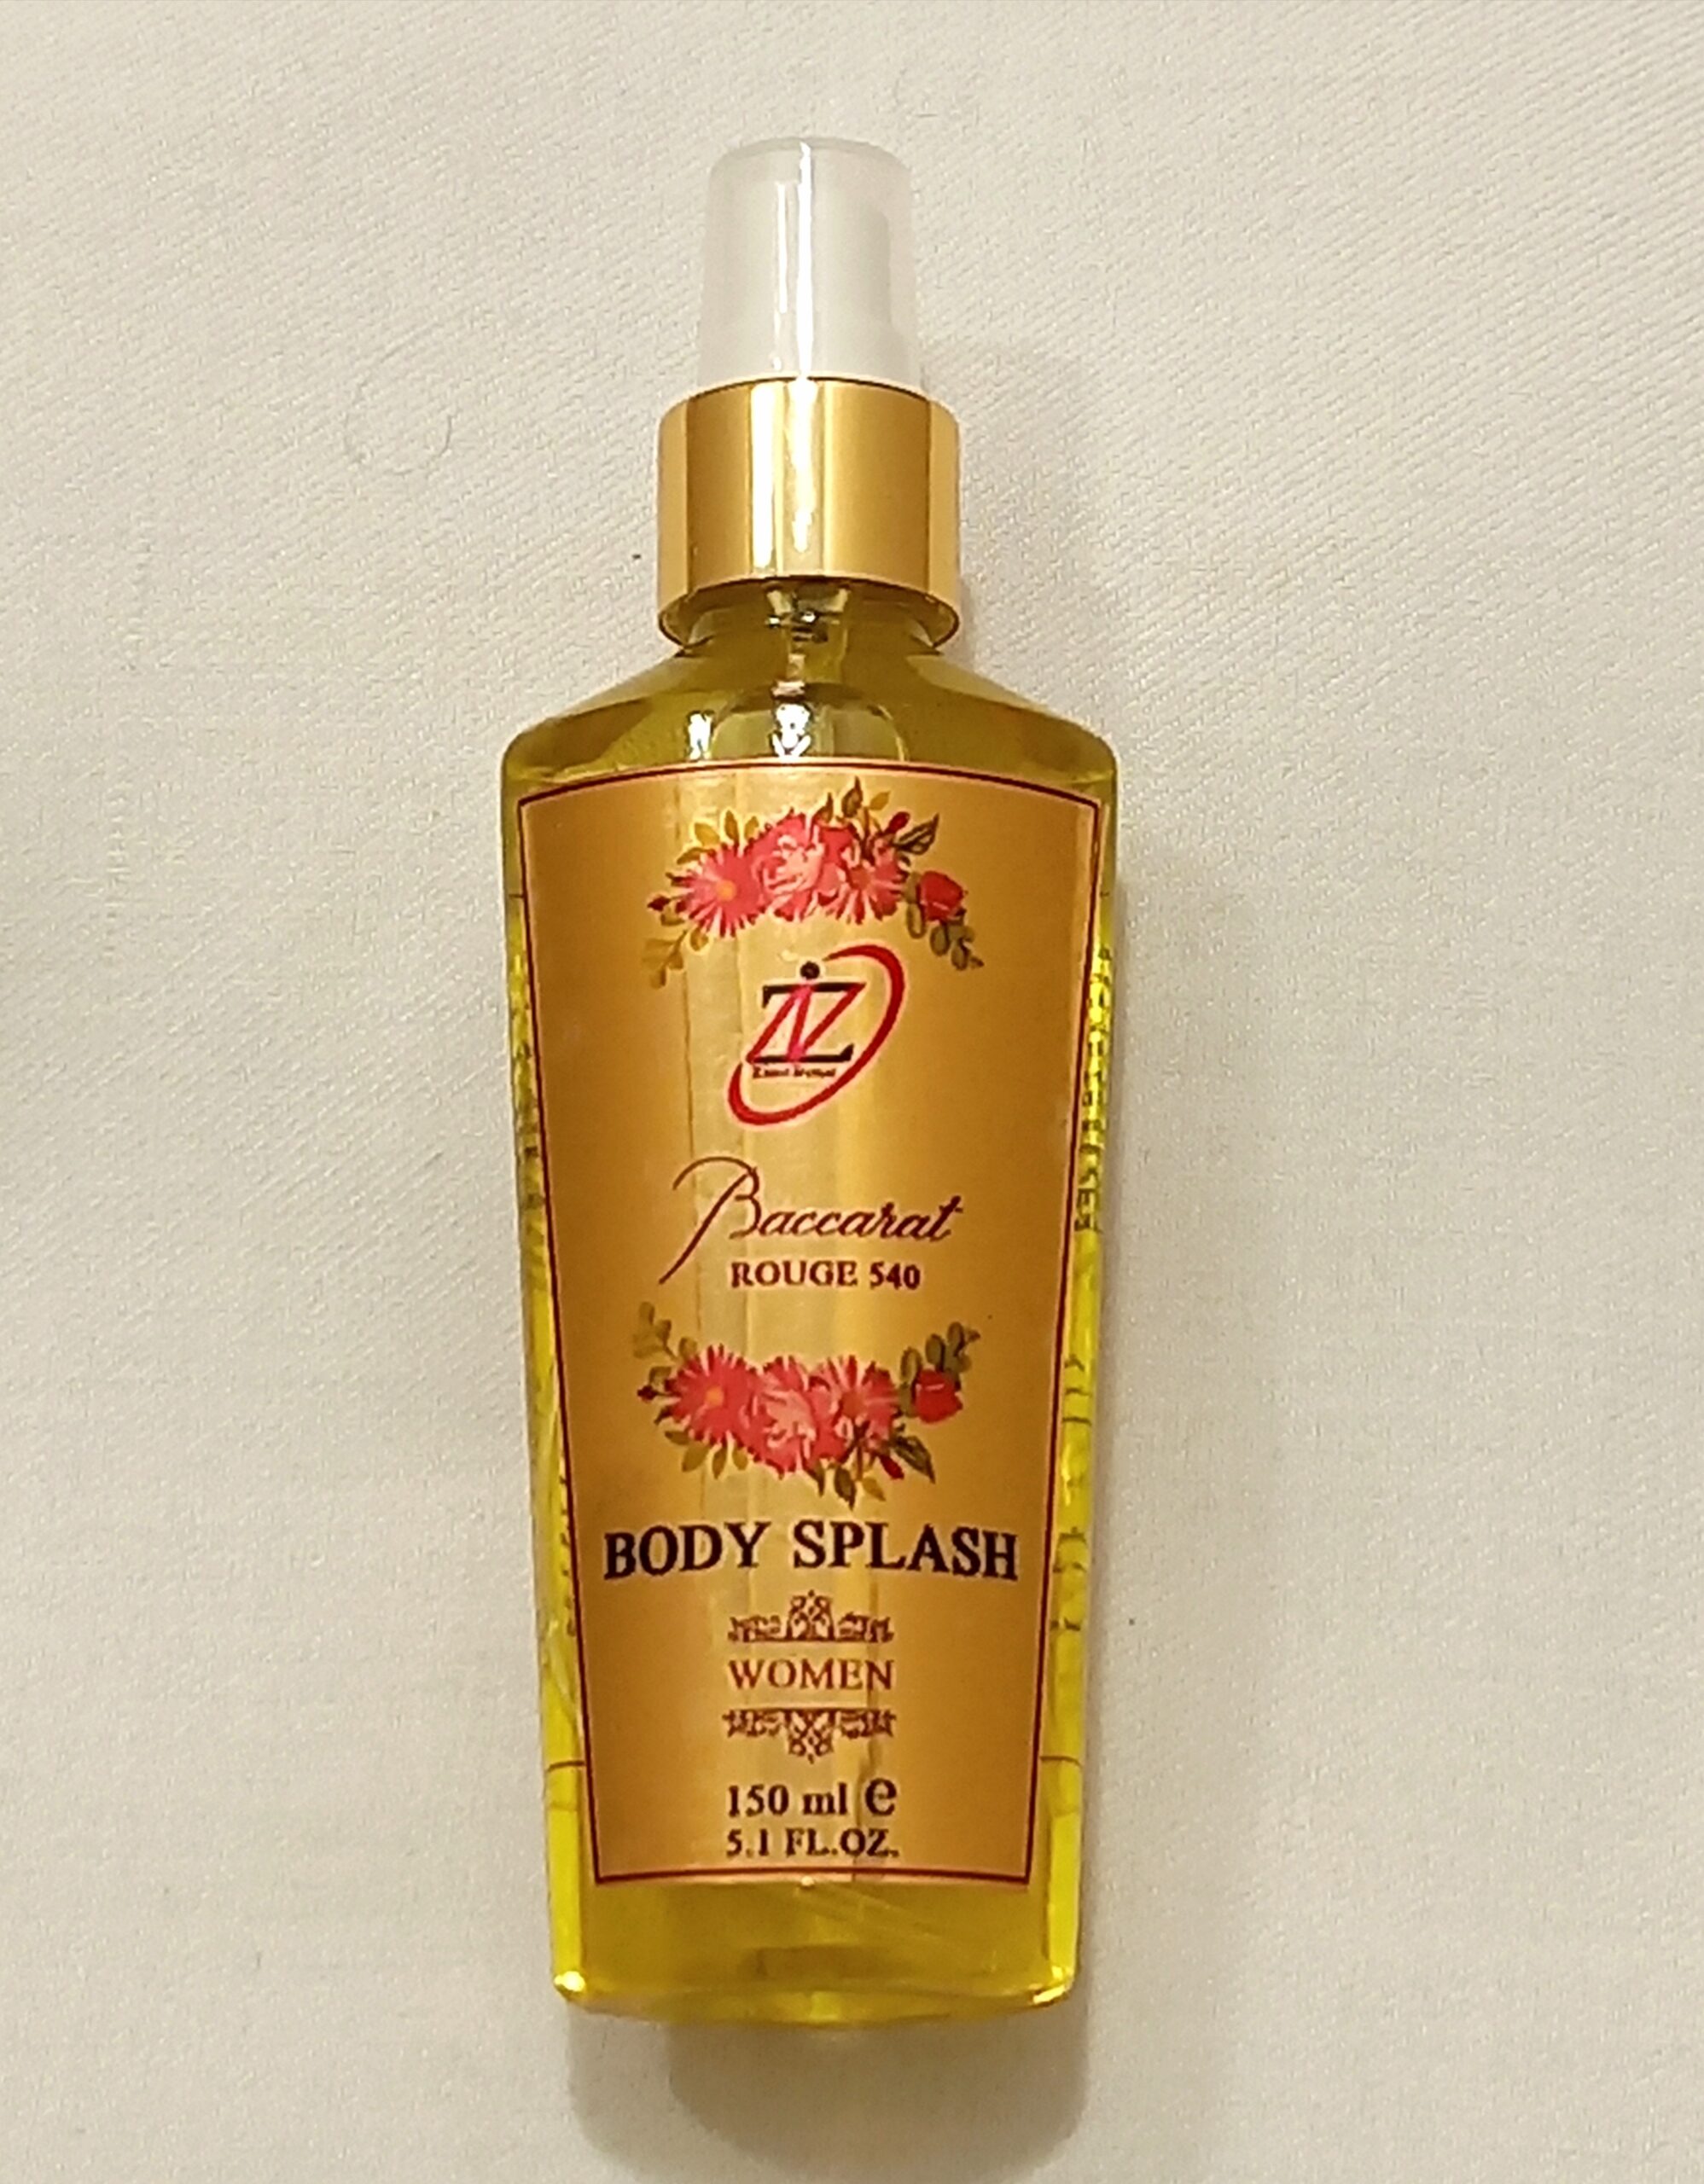 ZiZ
Baccarat
ROUGE 540
BODY SPLASH
WOMEN
150 ml e
5.1 FL.OZ.